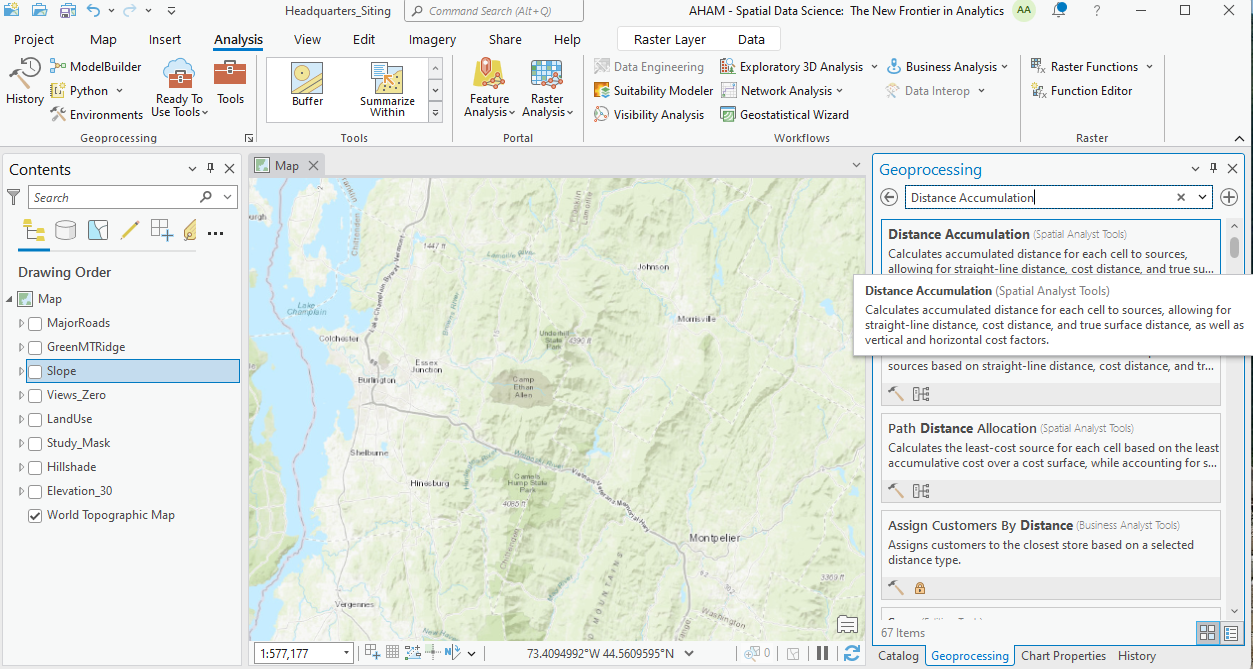 Headquarters_Siting
Command Search (Alt+Q)
AHAM - Spatial Data Science: The New Frontier in Analytics
AA
?
Project
Map
Insert
Analysis
View
Edit
Imagery
Share
Help
Raster Layer
Data
History
ModelBuilder
Python
Environments
Ready To
Use Tools
Tools
Geoprocessing
Buffer
Summarize
Within
Tools
Feature
Analysis
Raster
Analysis
Portal
Data Engineering
Suitability Modeler
Visibility Analysis
Exploratory 3D Analysis
Network Analysis
Geostatistical Wizard
Business Analysis
Data Interop
Workflows
Raster Functions
Function Editor
Raster
Contents
Search
Drawing Order
Map
MajorRoads
GreenMTRidge
Slope
Views_Zero
LandUse
Study_Mask
Hillshade
Elevation_30
World Topographic Map
Map
1447 ft
Lamoille River
Johnson
Morrisville
Lake
Champlain
Colchester
Underhill
State
Park
4390 ft
Essex
Junction
Burlington
Camp
Ethan
Allen
Shelburne
Hinesburg
Camels
Hump State
Park
4085 ft
Montpelier
3369 ft
Vergennes
Washington
1:577,177
73.4094992°W 44.5609595°N
0
Geoprocessing
Distance Accumulation
Distance Accumulation (Spatial Analyst Tools)
Calculates accumulated distance for each cell to sources,
allowing for straight-line distance, cost distance, and true su...
Distance Accumulation (Spatial Analyst Tools)
Calculates accumulated distance for each cell to sources, allowing for
straight-line distance, cost distance, and true surface distance, as well as
vertical and horizontal cost factors.
sources based on straight-line distance, cost distance, and tr...
Path Distance Allocation (Spatial Analyst Tools)
Calculates the least-cost source for each cell based on the least
accumulative cost over a cost surface, while accounting for s...
Assign Customers By Distance (Business Analyst Tools)
Assigns customers to the closest store based on a selected
distance type.
67 Items
Catalog
Geoprocessing
Chart Properties
History